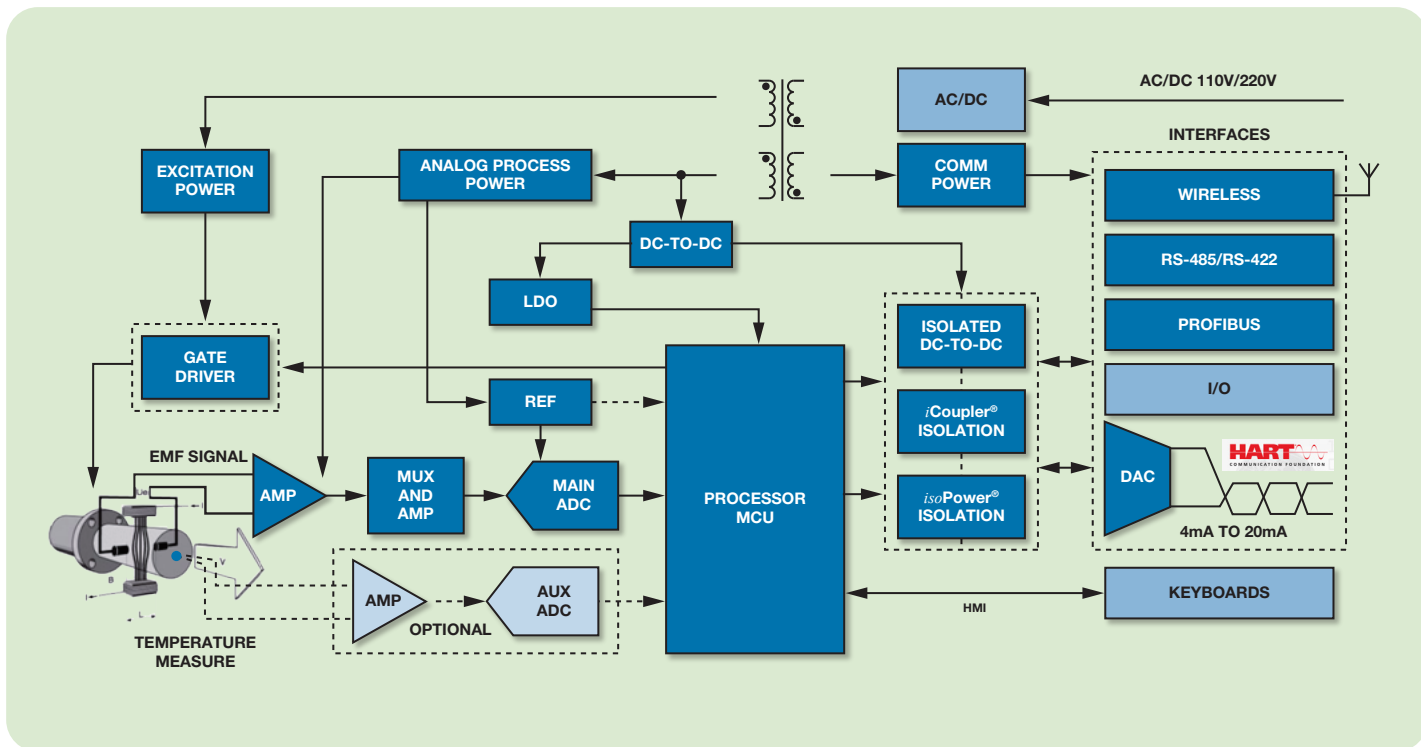 AC/DC 110V/220V
AC/DC
INTERFACES
EXCITATION
POWER
ANALOG PROCESS
POWER
COMM
POWER
WIRELESS
DC-TO-DC
RS-485/RS-422
LDO
ISOLATED
DC-TO-DC
PROFIBUS
GATE
DRIVER
I/O
REF
iCoupler®
ISOLATION
HART
COMMUNICATION FOUNDATION
EMF SIGNAL
AMP
MUX
AND
AMP
MAIN
ADC
PROCESSOR
MCU
isoPower®
ISOLATION
DAC
4mA TO 20mA
I
V
B
I
L
AMP
OPTIONAL
AUX
ADC
HMI
KEYBOARDS
TEMPERATURE
MEASURE